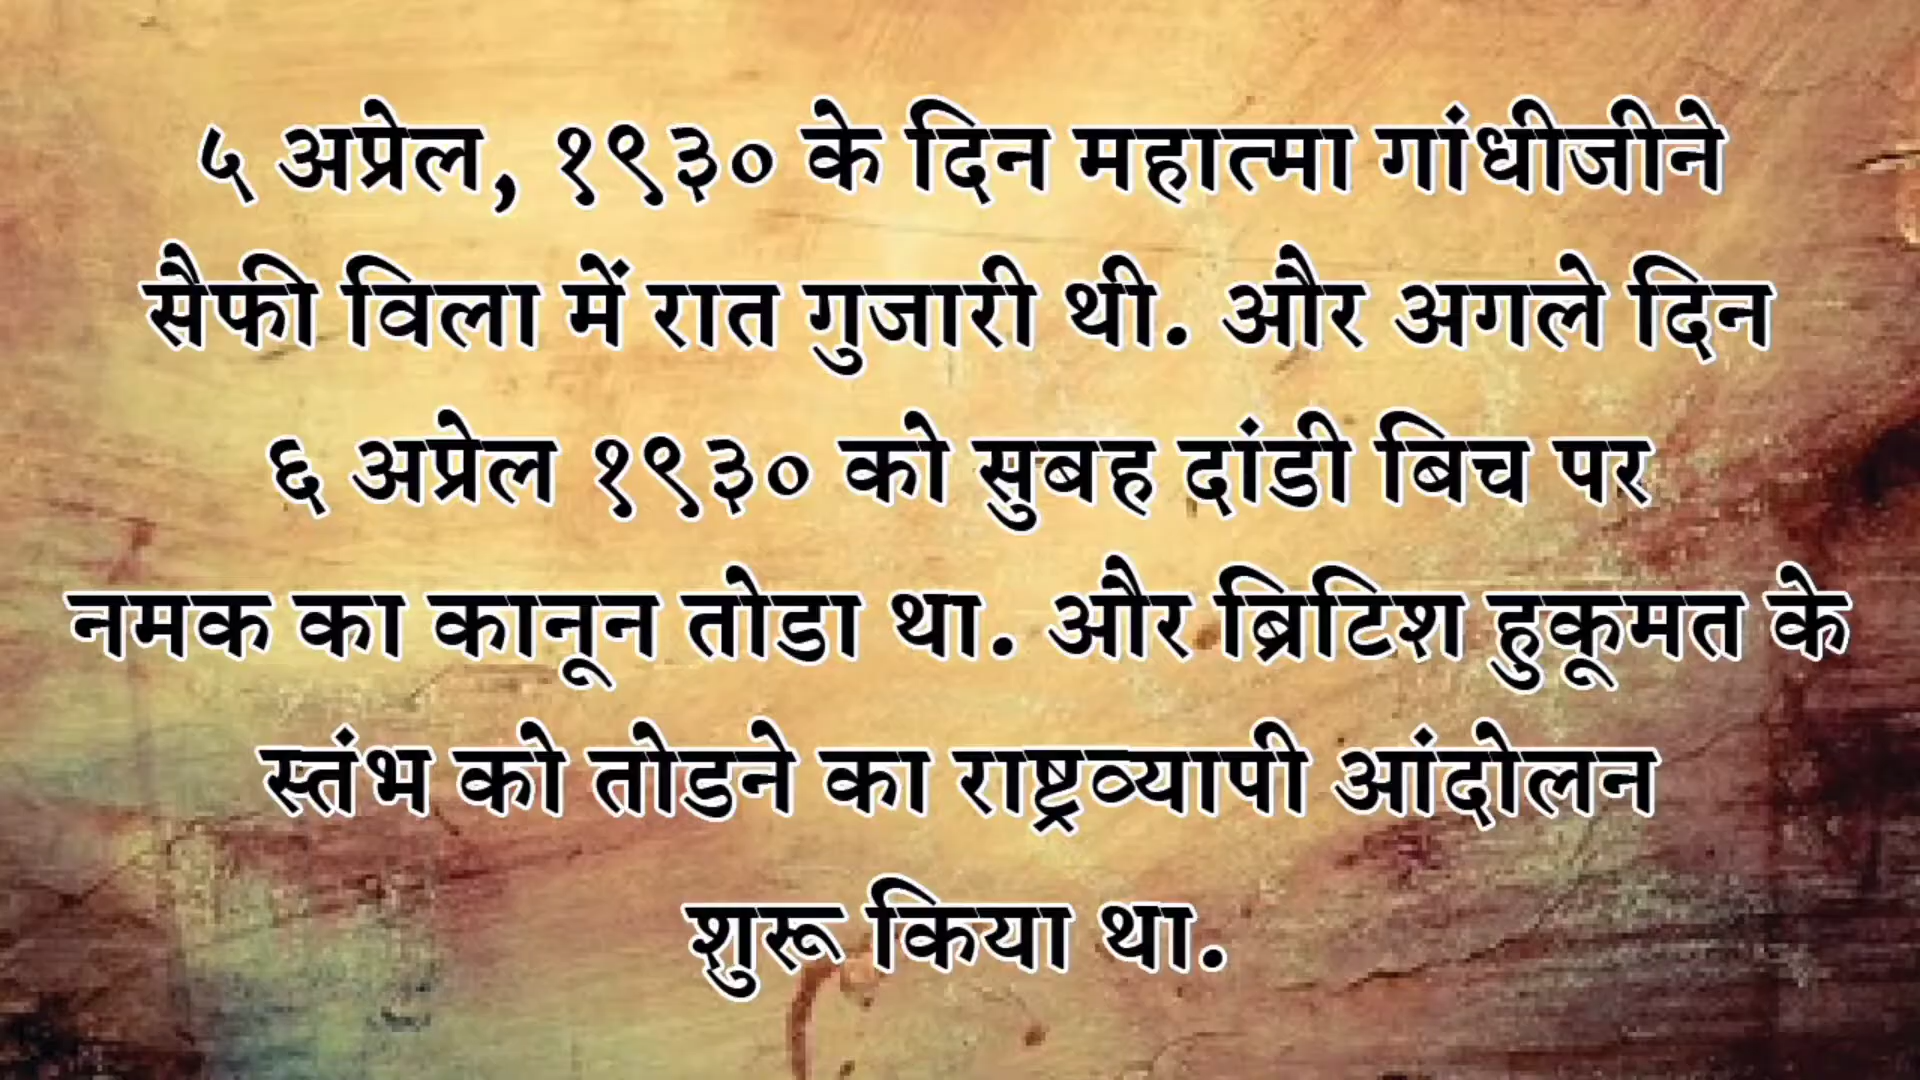 ५ अप्रेल, १९३० के दिन महात्मा गांधीजीने
सैफी विला में रात गुजारी थी. और अगले दिन
६ अप्रेल १९३० को सुबह दांडी बिच पर
नमक का कानून तोडा था. और ब्रिटिश हुकूमत के
स्तंभ को तोडने का राष्ट्रव्यापी आंदोलन
शुरू किया था.